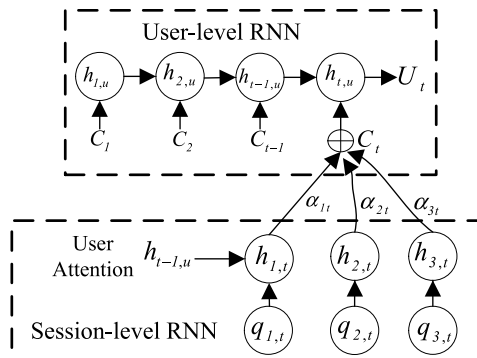 User-level RNN
h1,u h2,u ht-1,u ht,u Ut
C1 C2 Ct-1 Ct
α1t α2t α3t
User
Attention
ht-1,u h1,t h2,t h3,t
Session-level RNN q1,t q2,t q3,t